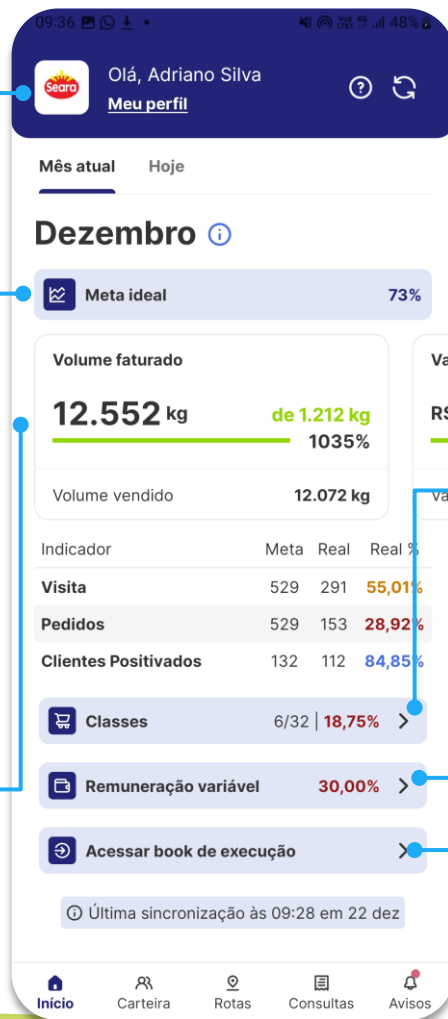 09:36 48%
Seara
Olá, Adriano Silva
Meu perfil
Mês atual Hoje
Dezembro
Meta ideal 73%
Volume faturado
12.552 kg de 1.212 kg
1035%
Volume vendido 12.072 kg
Va
R$
Va
Indicador Meta Real Real %
Visita 529 291 55,01%
Pedidos 529 153 28,92%
Clientes Positivados 132 112 84,85%
Classes 6/32 | 18,75%
Remuneração variável 30,00%
Acessar book de execução
Última sincronização às 09:28 em 22 dez
Início Carteira Rotas Consultas Avisos